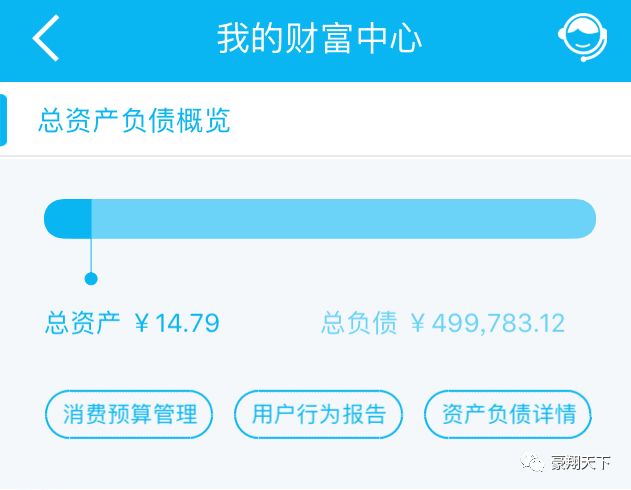 我的财富中心
总资产负债概览
总资产 ￥14.79 总负债 ￥499,783.12
消费预算管理 用户行为报告 资产负债详情
豪翔天下